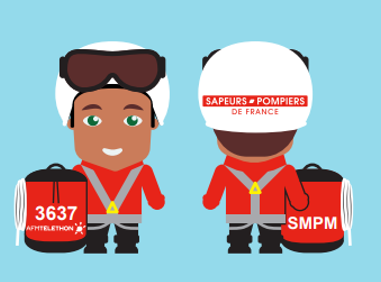 SAPEURS-POMPIERS
DE FRANCE
3637
AFMTELETHON
SMPM